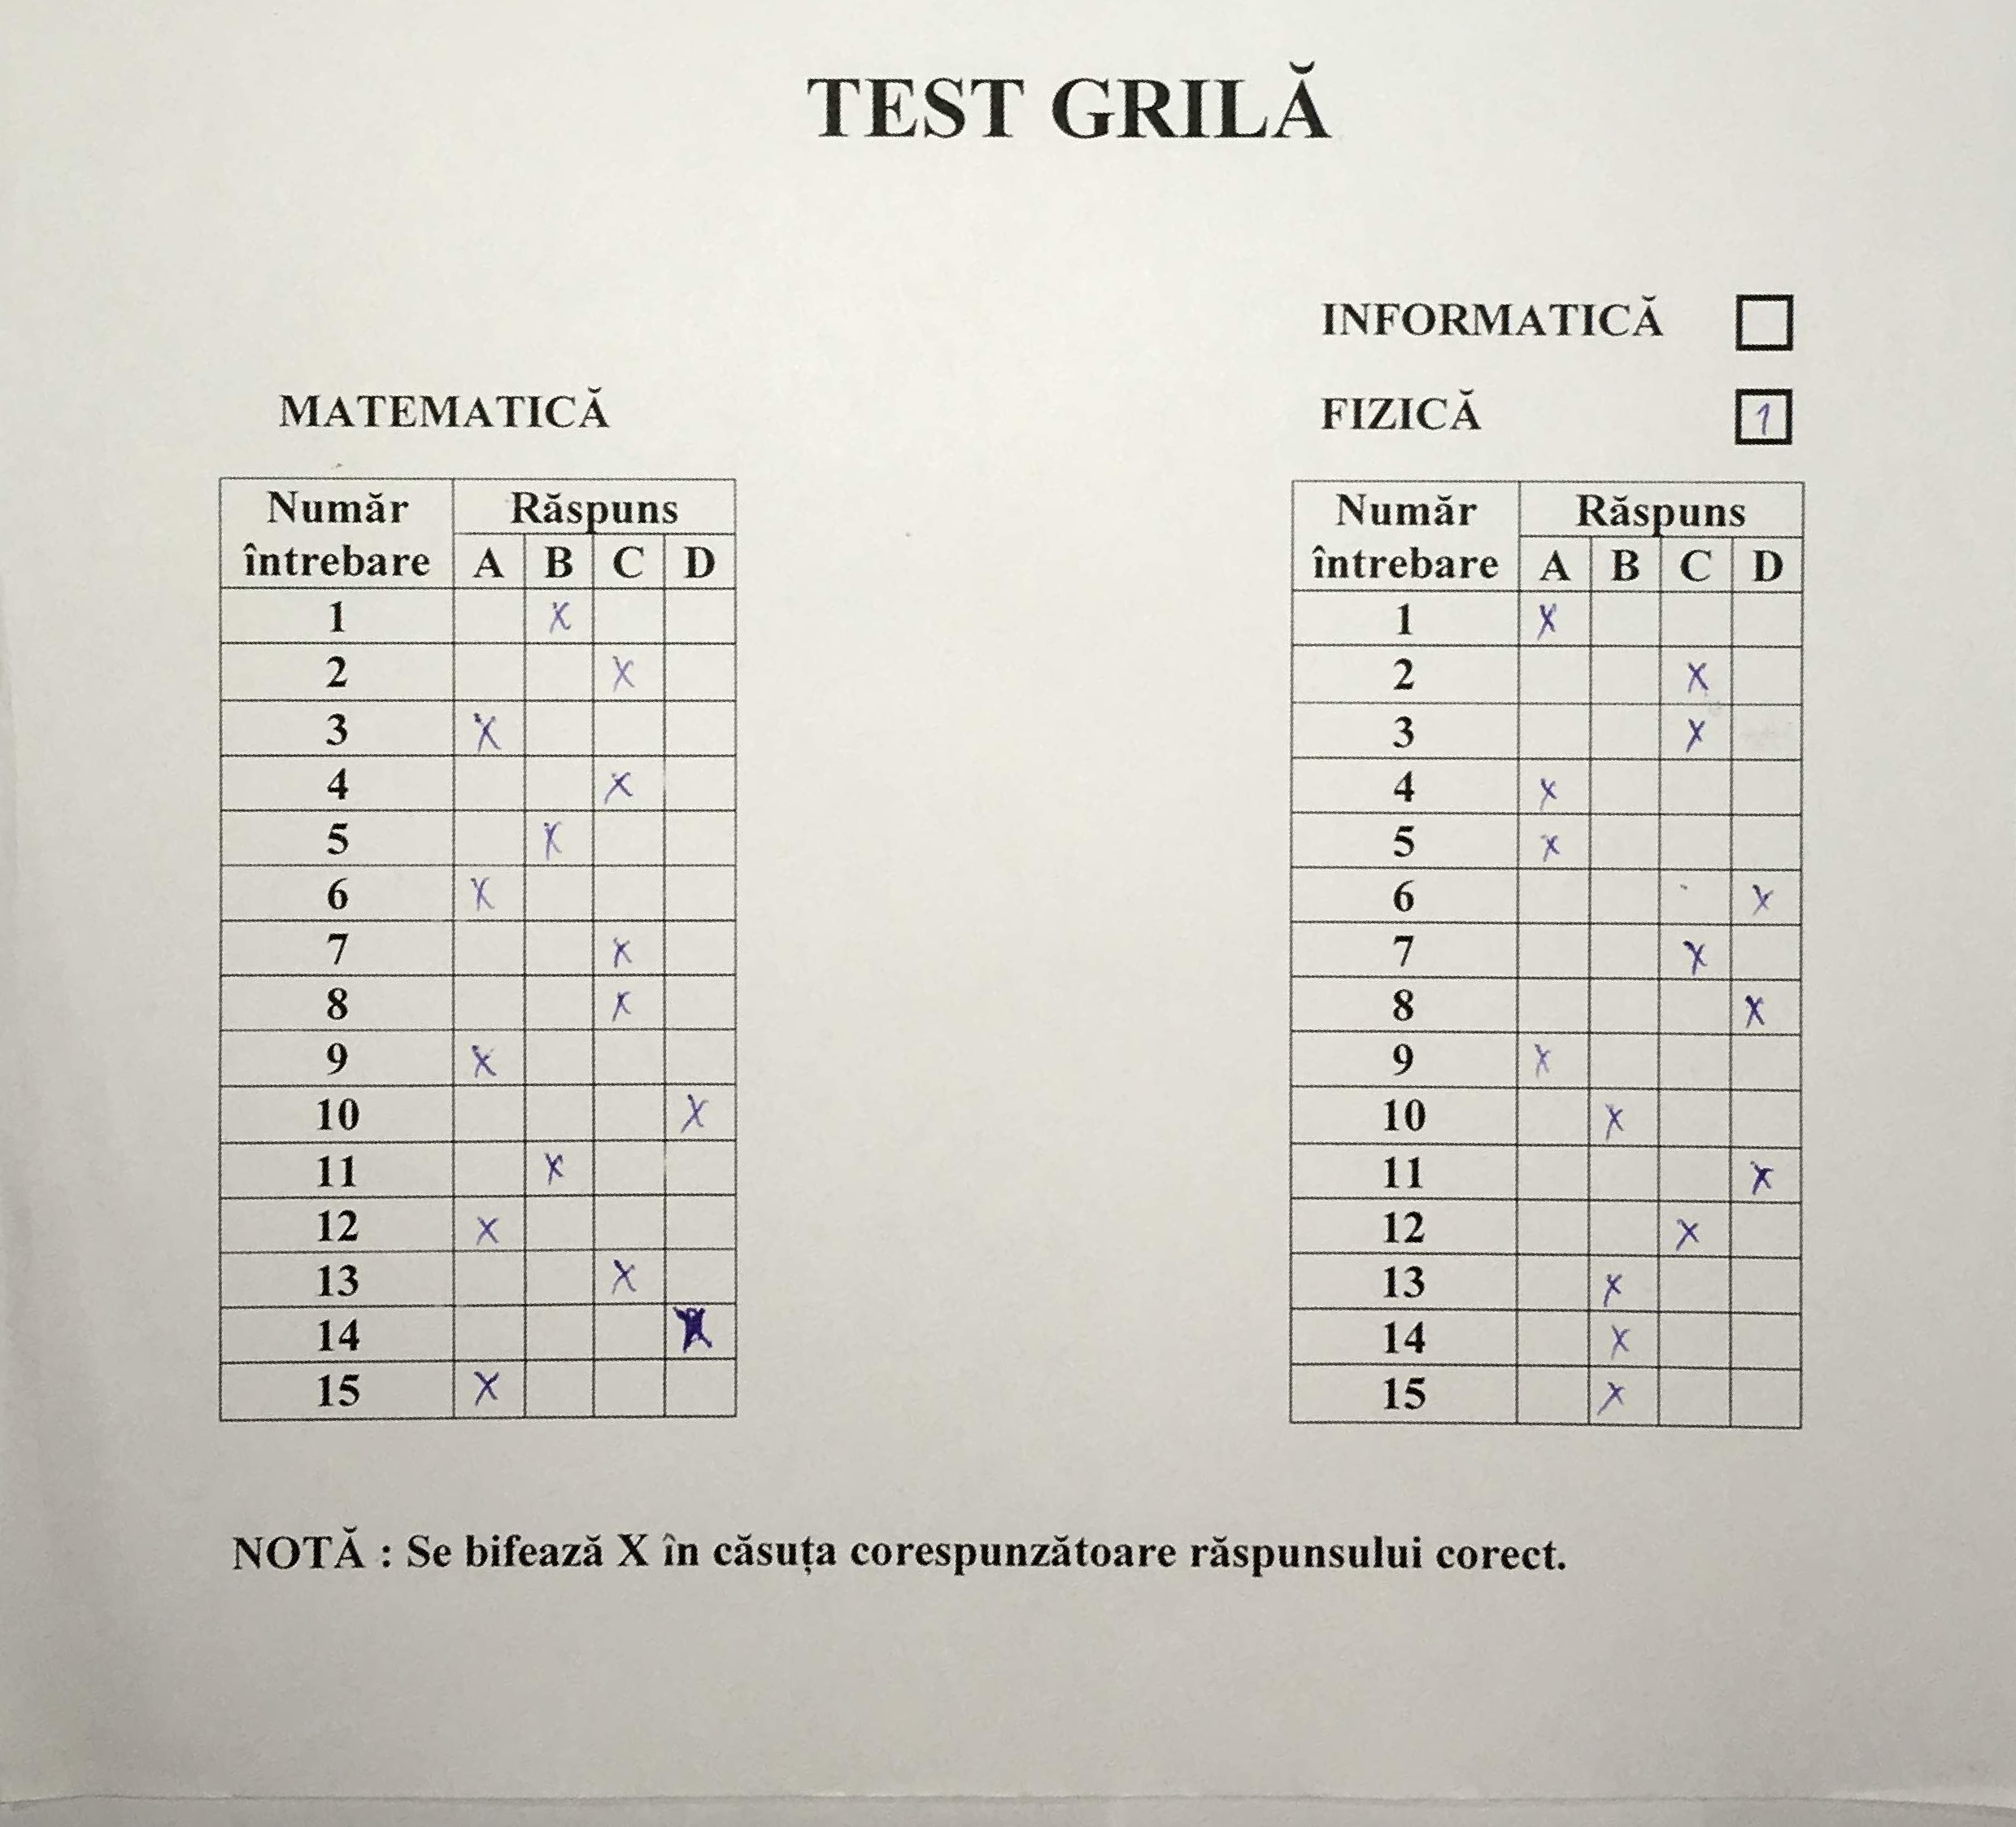 TEST GRILĂ
INFORMATICĂ
MATEMATICĂ
FIZICĂ 1
Număr întrebare Răspuns
A B C D
1 X
2 X
3 X
4 X
5 X
6 X
7 X
8 X
9 X
10 X
11 X
12 X
13 X
14 X
15 X
Număr întrebare Răspuns
A B C D
1 X
2 X
3 X
4 X
5 X
6 X
7 X
8 X
9 X
10 X
11 X
12 X
13 X
14 X
15 X
NOTĂ : Se bifează X în căsuța corespunzătoare răspunsului corect.